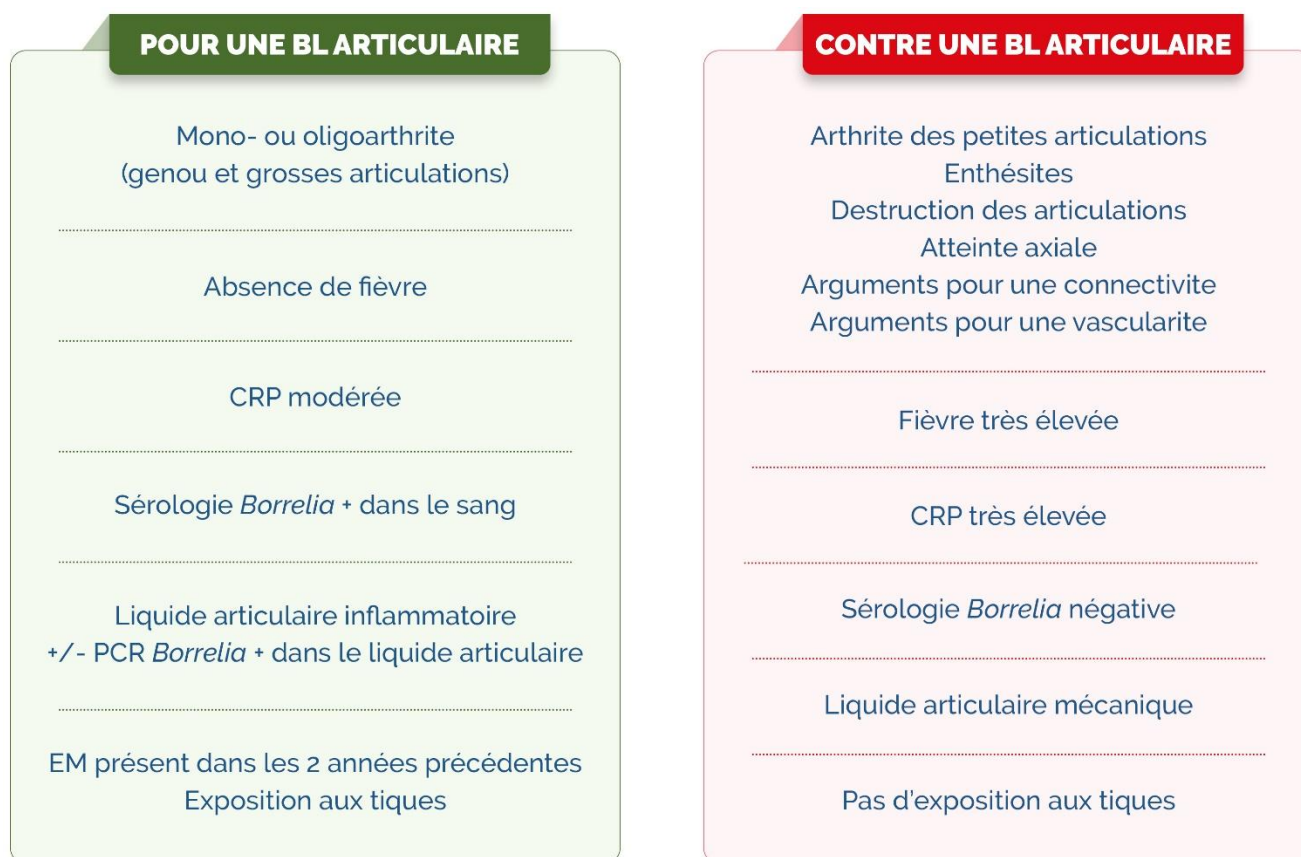 POUR UNE BL ARTICULAIRE
Mono- ou oligoarthrite
(genou et grosses articulations)
Absence de fièvre
CRP modérée
Sérologie Borrelia + dans le sang
Liquide articulaire inflammatoire
+/- PCR Borrelia + dans le liquide articulaire
EM présent dans les 2 années précédentes
Exposition aux tiques
CONTRE UNE BL ARTICULAIRE
Arthrite des petites articulations
Enthésites
Destruction des articulations
Atteinte axiale
Arguments pour une connectivite
Arguments pour une vascularite
Fièvre très élevée
CRP très élevée
Sérologie Borrelia négative
Liquide articulaire mécanique
Pas d'exposition aux tiques